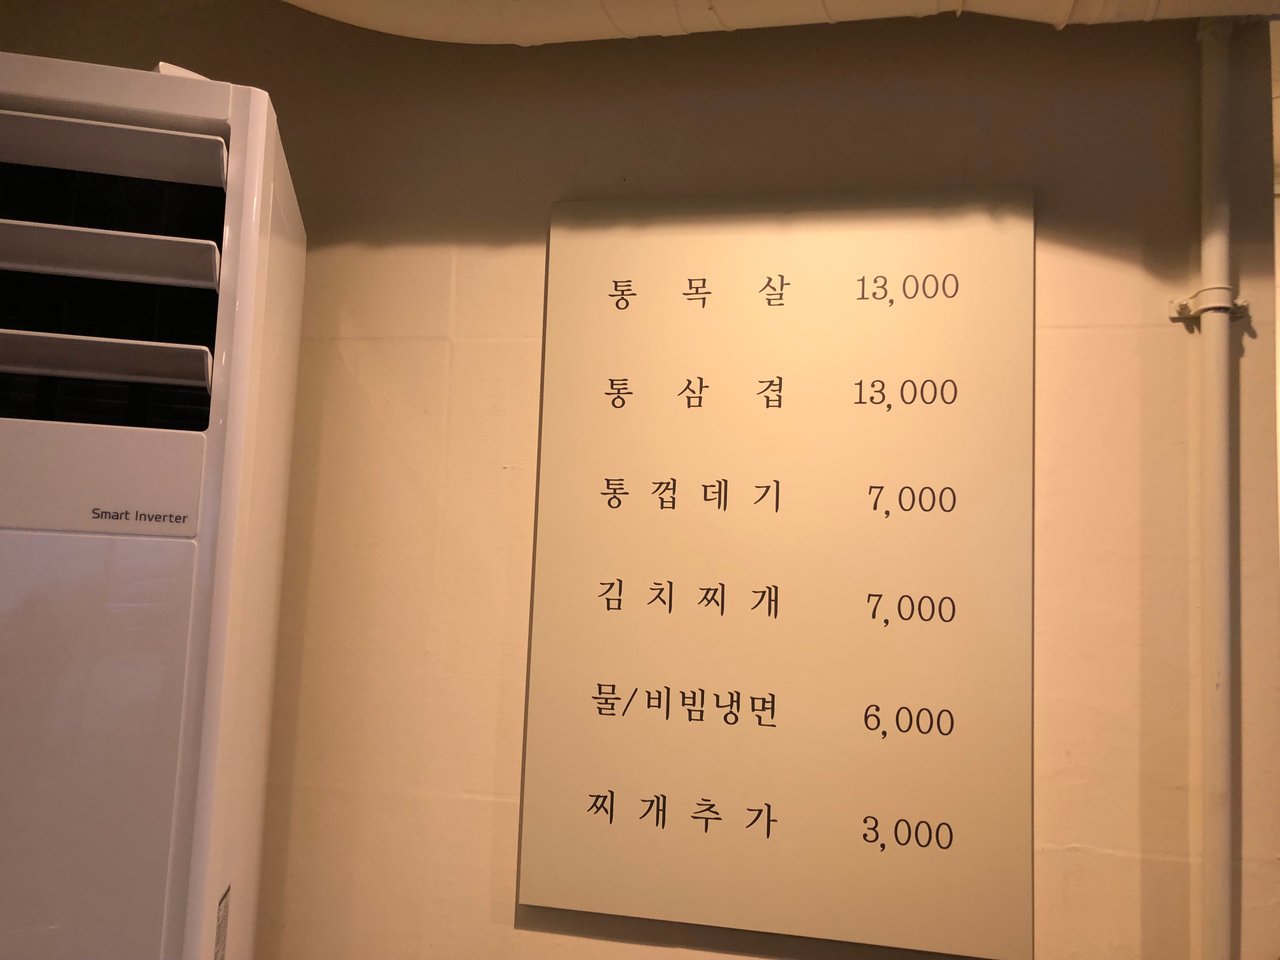 Smart Inverter
통 목 살 13,000
통 삼 겹 13,000
통 껍 데 기 7,000
김 치 찌 개 7,000
물/비빔냉면 6,000
찌 개 추 가 3,000